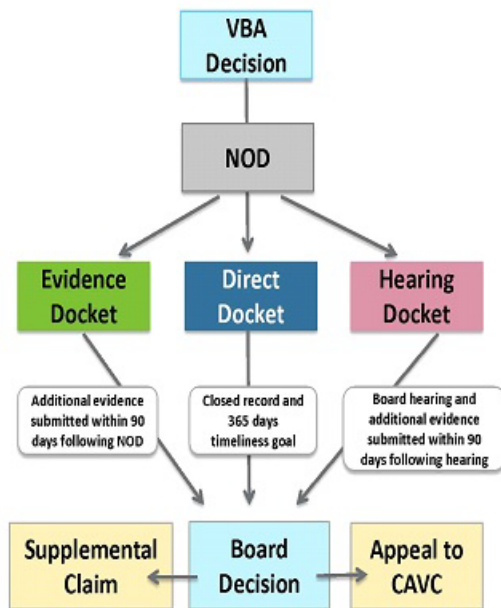 VBA
Decision
NOD
Evidence
Docket
Direct
Docket
Hearing
Docket
Additional evidence
submitted within 90
days following NOD
Closed record and
365 days
timeliness goal
Board hearing and
additional evidence
submitted within 90
days following hearing
Supplemental
Claim
Board
Decision
Appeal to
CAVC